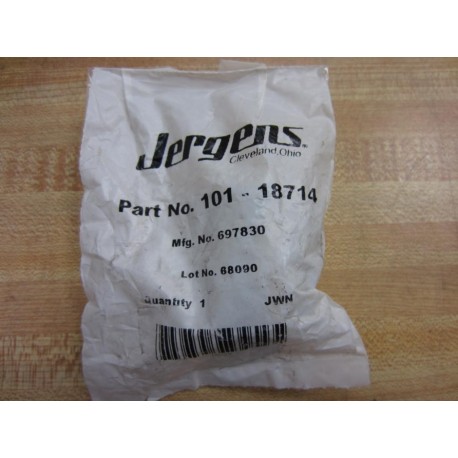 Jergens®
Cleveland, Ohio
Part No. 101 - 18714
Mfg. No. 697830
Lot No. 68090
Quantity 1 JWN